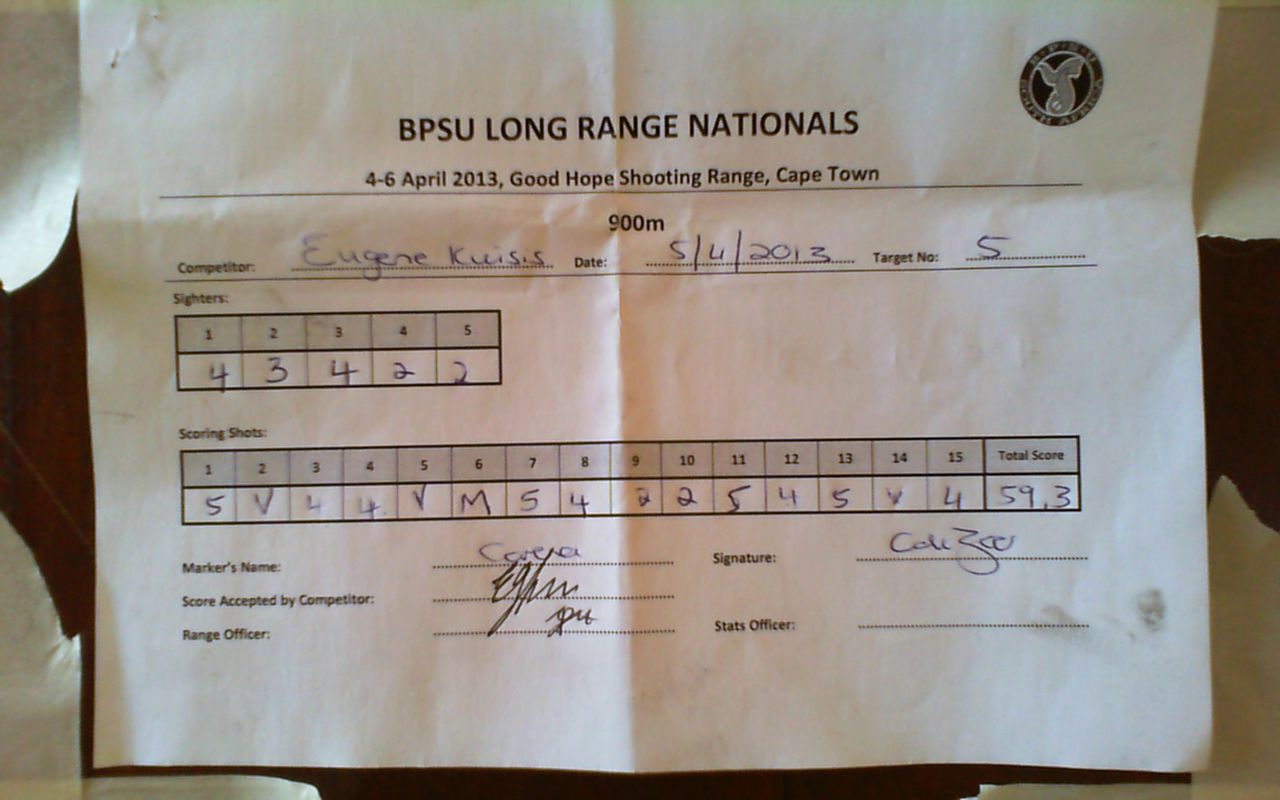 B·P·S·U
SOUTH AFRICA
BPSU LONG RANGE NATIONALS
4-6 April 2013, Good Hope Shooting Range, Cape Town
900m
Competitor: Eugene Kuisis Date: 5/4/2013 Target No: 5
Sighters:
1 2 3 4 5
4 3 4 2 2
Scoring Shots:
1 2 3 4 5 6 7 8 9 10 11 12 13 14 15 Total Score
5 V 4 4 V M 5 4 2 2 5 4 5 V 4 59,3
Marker's Name: Signature:
Score Accepted by Competitor:
Range Officer: Stats Officer: